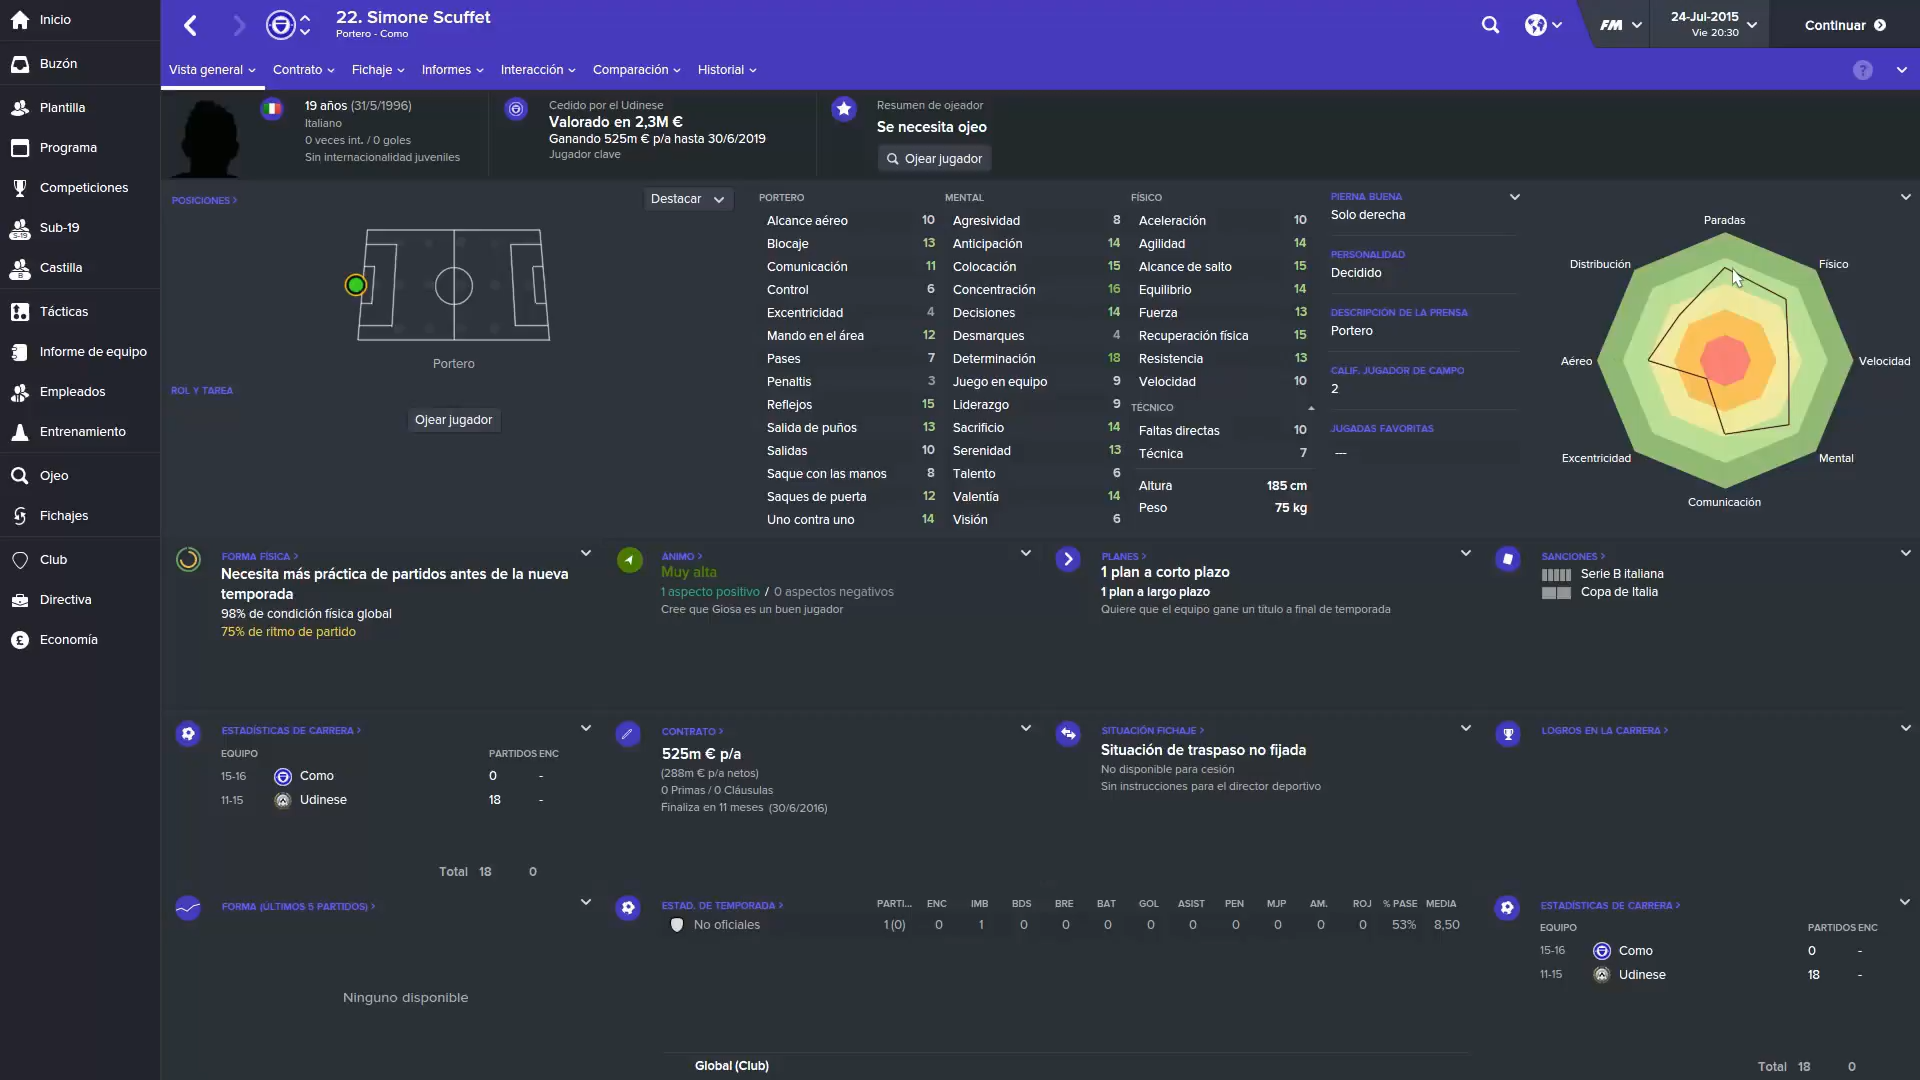 Inicio
Buzón
Plantilla
Programa
Competiciones
Sub-19
Castilla
Tácticas
Informe de equipo
Empleados
Entrenamiento
Ojeo
Fichajes
Club
Directiva
Economía
22. Simone Scuffet
Portero - Como
FM
24-Jul-2015
Vie 20:30
Continuar
Vista general
Contrato
Fichaje
Informes
Interacción
Comparación
Historial
?
19 años (31/5/1996)
Italiano
0 veces int. / 0 goles
Sin internacionalidad juveniles
Cedido por el Udinese
Valorado en 2,3M €
Ganando 525m € p/a hasta 30/6/2019
Jugador clave
Resumen de ojeador
Se necesita ojeo
Ojear jugador
POSICIONES >
Destacar
Portero
ROL Y TAREA
Ojear jugador
PORTERO
Alcance aéreo 10
Blocaje 13
Comunicación 11
Control 6
Excentricidad 4
Mando en el área 12
Pases 7
Penaltis 3
Reflejos 15
Salida de puños 13
Salidas 10
Saque con las manos 8
Saques de puerta 12
Uno contra uno 14
MENTAL
Agresividad 8
Anticipación 14
Colocación 15
Concentración 16
Decisiones 14
Desmarques 4
Determinación 18
Juego en equipo 9
Liderazgo 9
Sacrificio 14
Serenidad 13
Talento 6
Valentía 14
Visión 6
FÍSICO
Aceleración 10
Agilidad 14
Alcance de salto 15
Equilibrio 14
Fuerza 13
Recuperación física 15
Resistencia 13
Velocidad 10
TÉCNICO
Faltas directas 10
Técnica 7
Altura 185 cm
Peso 75 kg
PIERNA BUENA
Solo derecha
PERSONALIDAD
Decidido
DESCRIPCIÓN DE LA PRENSA
Portero
CALIF. JUGADOR DE CAMPO
2
JUGADAS FAVORITAS
---
Paradas
Distribución
Físico
Aéreo
Velocidad
Excentricidad
Mental
Comunicación
FORMA FÍSICA >
Necesita más práctica de partidos antes de la nueva
temporada
98% de condición física global
75% de ritmo de partido
ÁNIMO >
Muy alta
1 aspecto positivo / 0 aspectos negativos
Cree que Giosa es un buen jugador
PLANES >
1 plan a corto plazo
1 plan a largo plazo
Quiere que el equipo gane un título a final de temporada
SANCIONES >
Serie B italiana
Copa de Italia
ESTADÍSTICAS DE CARRERA >
EQUIPO PARTIDOS ENC
15-16 Como 0 -
11-15 Udinese 18 -
Total 18 0
CONTRATO >
525m € p/a
(288m € p/a netos)
0 Primas / 0 Cláusulas
Finaliza en 11 meses (30/6/2016)
SITUACIÓN FICHAJE >
Situación de traspaso no fijada
No disponible para cesión
Sin instrucciones para el director deportivo
LOGROS EN LA CARRERA >
FORMA (ÚLTIMOS 5 PARTIDOS) >
Ninguno disponible
ESTAD. DE TEMPORADA > PARTI... ENC IMB BDS BRE BAT GOL ASIST PEN MJP AM. ROJ % PASE MEDIA
No oficiales 1 (0) 0 1 0 0 0 0 0 0 0 0 0 53% 8,50
Global (Club)
ESTADÍSTICAS DE CARRERA >
EQUIPO PARTIDOS ENC
15-16 Como 0 -
11-15 Udinese 18 -
Total 18 0